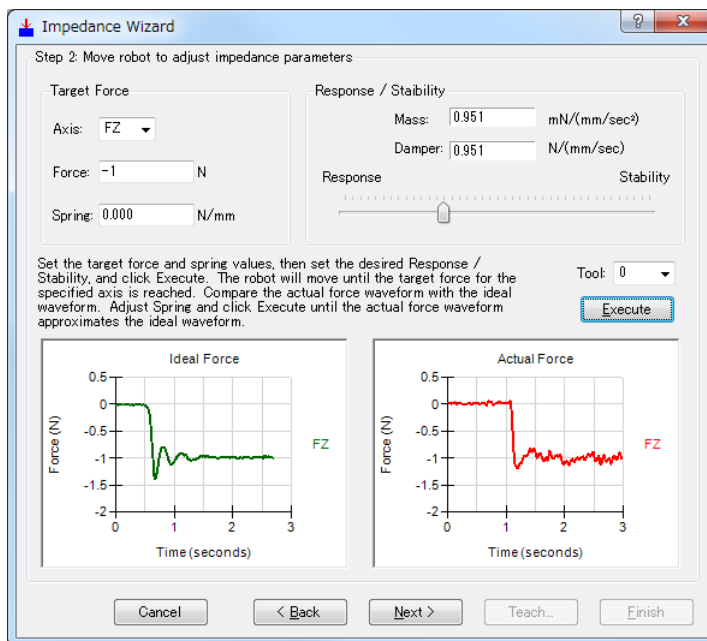 Impedance Wizard
Step 2: Move robot to adjust impedance parameters
Target Force
Axis: FZ
Force: -1 N
Spring: 0.000 N/mm
Response / Staibility
Mass: 0.951 mN/(mm/sec²)
Damper: 0.951 N/(mm/sec)
Response Stability
Set the target force and spring values, then set the desired Response /
Stability, and click Execute. The robot will move until the target force for the
specified axis is reached. Compare the actual force waveform with the ideal
waveform. Adjust Spring and click Execute until the actual force waveform
approximates the ideal waveform.
Tool: 0
Execute
Ideal Force
Force (N)
0.5
0
-0.5
-1
-1.5
-2
0 1 2 3
Time (seconds)
FZ
Actual Force
Force (N)
0.5
0
-0.5
-1
-1.5
-2
0 1 2 3
Time (seconds)
FZ
Cancel < Back Next > Teach... Finish